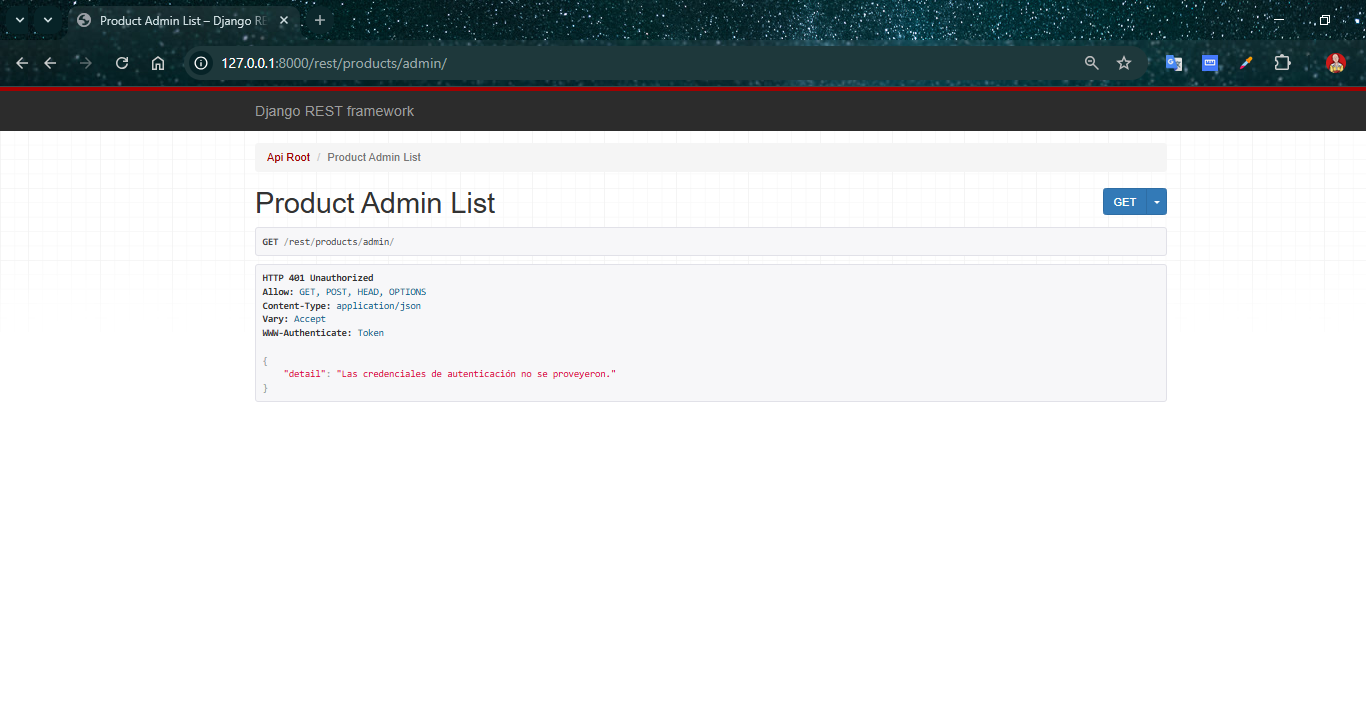 Product Admin List – Django RE
127.0.0.1:8000/rest/products/admin/
Django REST framework
Api Root / Product Admin List
Product Admin List
GET
GET /rest/products/admin/
HTTP 401 Unauthorized
Allow: GET, POST, HEAD, OPTIONS
Content-Type: application/json
Vary: Accept
WWW-Authenticate: Token
{
"detail": "Las credenciales de autenticación no se proveyeron."
}